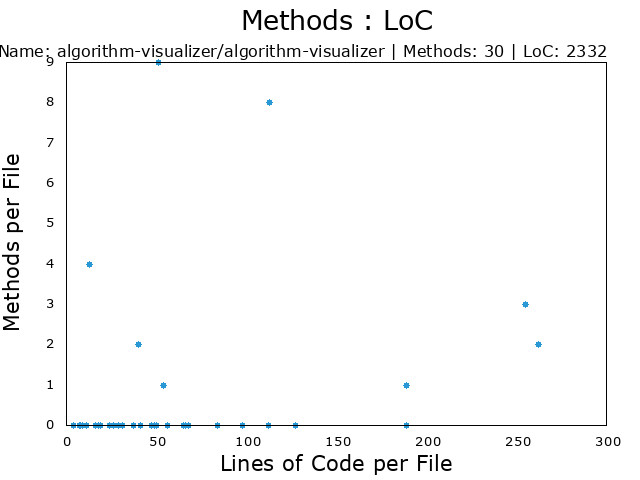 Methods : LoC
Name: algorithm-visualizer/algorithm-visualizer | Methods: 30 | LoC: 2332
9
8
7
6
5
4
3
2
1
0
Methods per File
0 50 100 150 200 250 300
Lines of Code per File